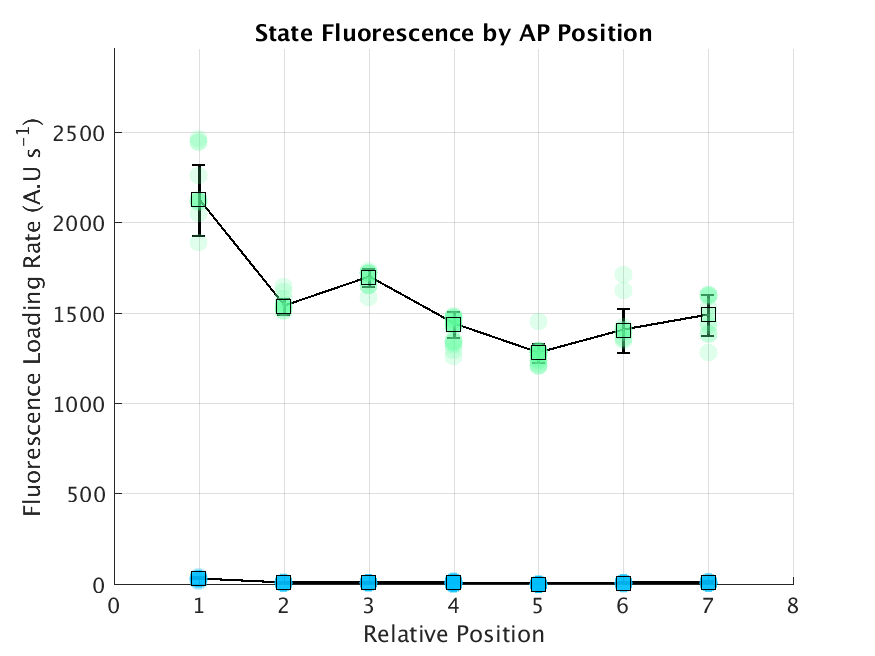 State Fluorescence by AP Position
Fluorescence Loading Rate (A.U s⁻¹)
2500
2000
1500
1000
500
0
0 1 2 3 4 5 6 7 8
Relative Position